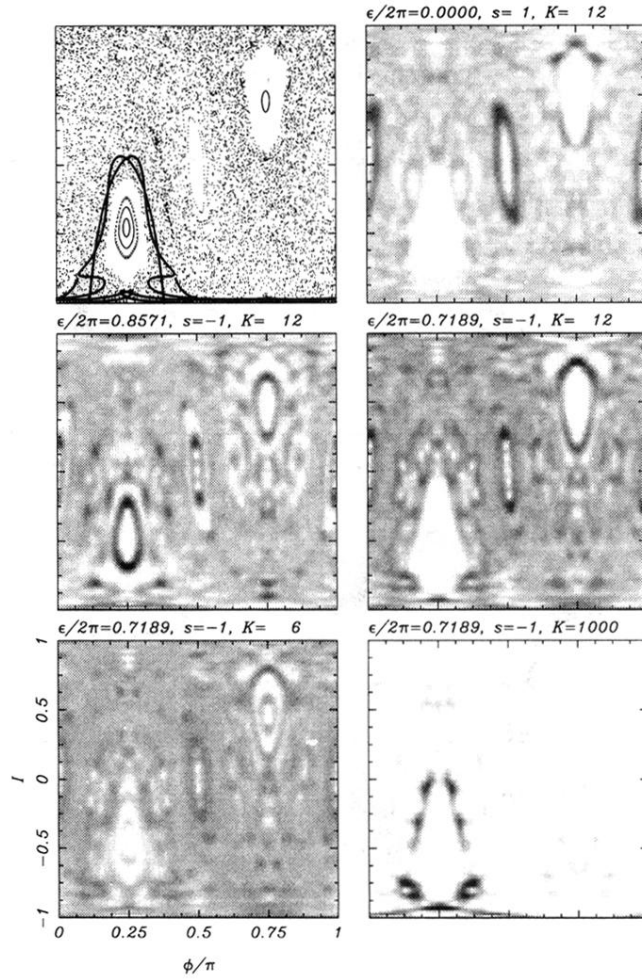 ϵ/2π=0.0000, s= 1, K= 12
ϵ/2π=0.8571, s=−1, K= 12
ϵ/2π=0.7189, s=−1, K= 12
ϵ/2π=0.7189, s=−1, K= 6
ϵ/2π=0.7189, s=−1, K=1000
1
0.5
0
-0.5
-1
I
0
0.25
0.5
0.75
1
ϕ/π